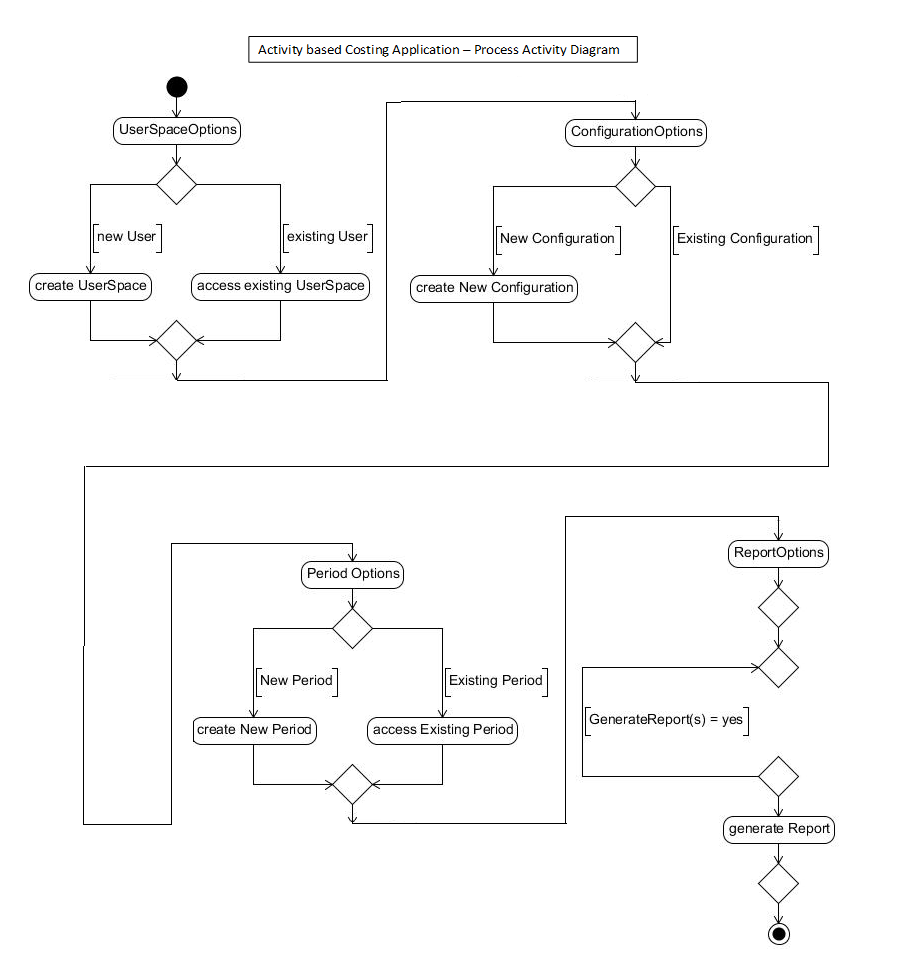 Activity based Costing Application – Process Activity Diagram
UserSpaceOptions
[new User]
[existing User]
create UserSpace
access existing UserSpace
ConfigurationOptions
[New Configuration]
[Existing Configuration]
create New Configuration
Period Options
[New Period]
[Existing Period]
create New Period
access Existing Period
ReportOptions
[GenerateReport(s) = yes]
generate Report